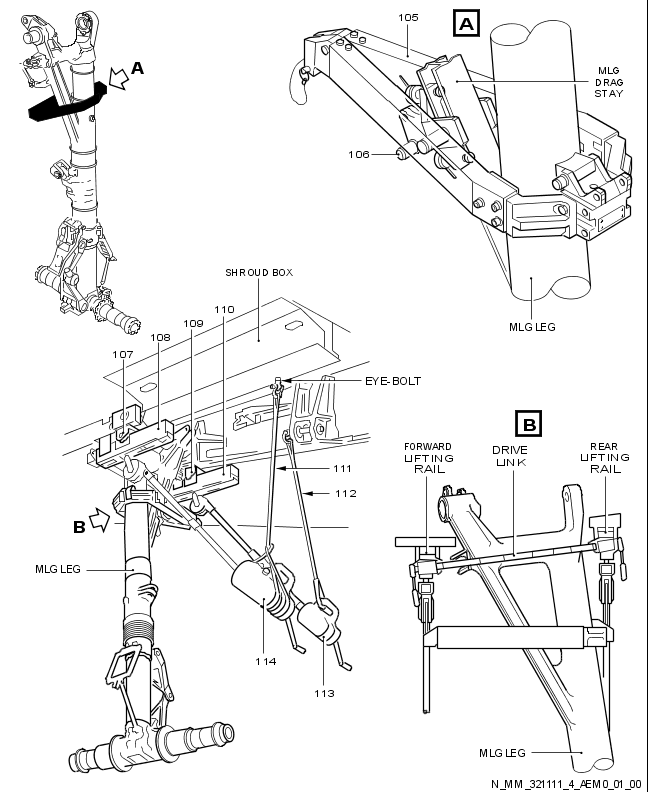 A
105
A
MLG
DRAG
STAY
106
MLG LEG
SHROUD BOX
110
109
108
107
EYE-BOLT
111
112
B
MLG LEG
114
113
B
FORWARD
LIFTING
RAIL
DRIVE
LINK
REAR
LIFTING
RAIL
MLG LEG
N_MM_321111_4_AEM0_01_00